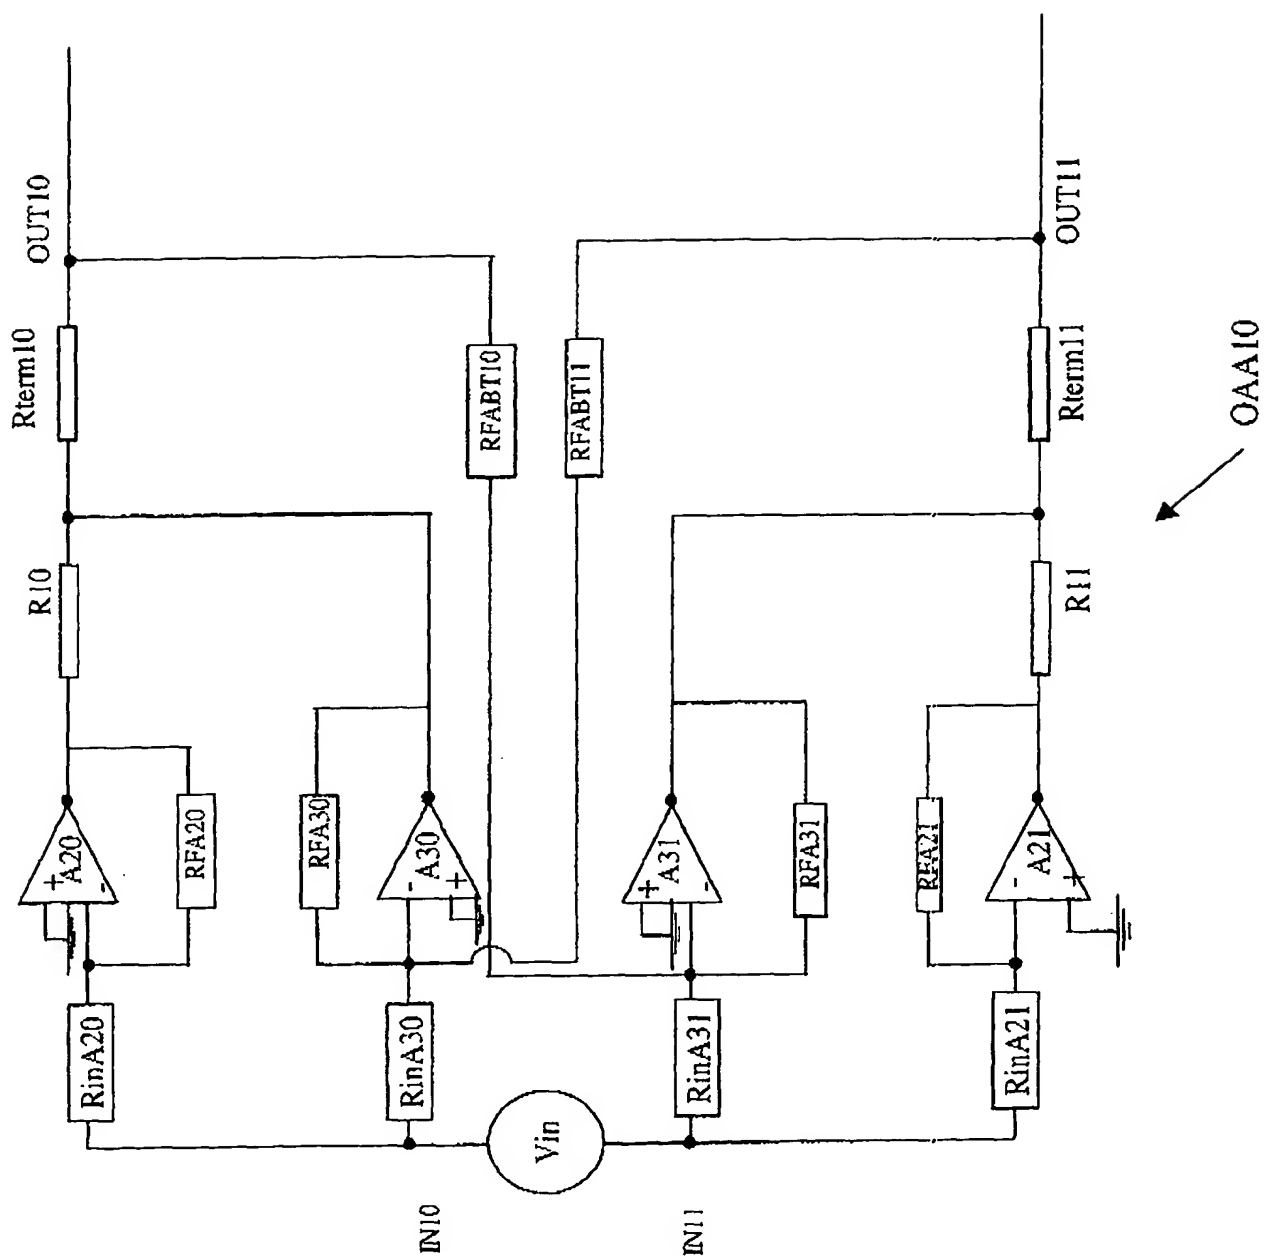 OUT10
Rterm10
R10
A20
+
-
RFA20
RinA20
RFABT10
RFA30
A30
-
+
RinA30
IN10
Vin
RFABT11
A31
+
-
RFA31
RinA31
IN11
OUT11
Rterm11
R11
RFA21
A21
-
+
RinA21
OAA10